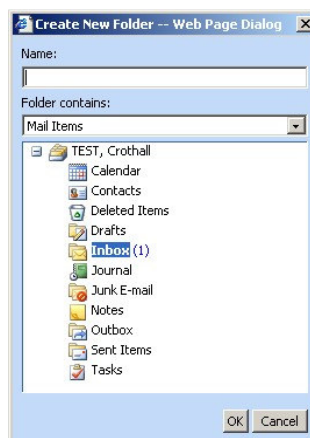 Create New Folder -- Web Page Dialog
Name:
Folder contains:
Mail Items
TEST, Crothall
Calendar
Contacts
Deleted Items
Drafts
Inbox (1)
Journal
Junk E-mail
Notes
Outbox
Sent Items
Tasks
OK Cancel